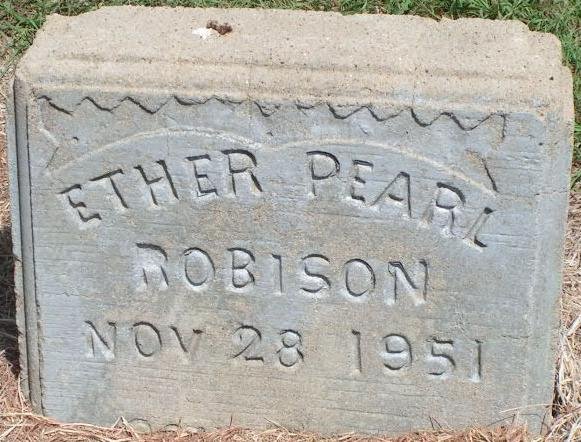 ETHER PEARL
ROBISON
NOV 28 1951